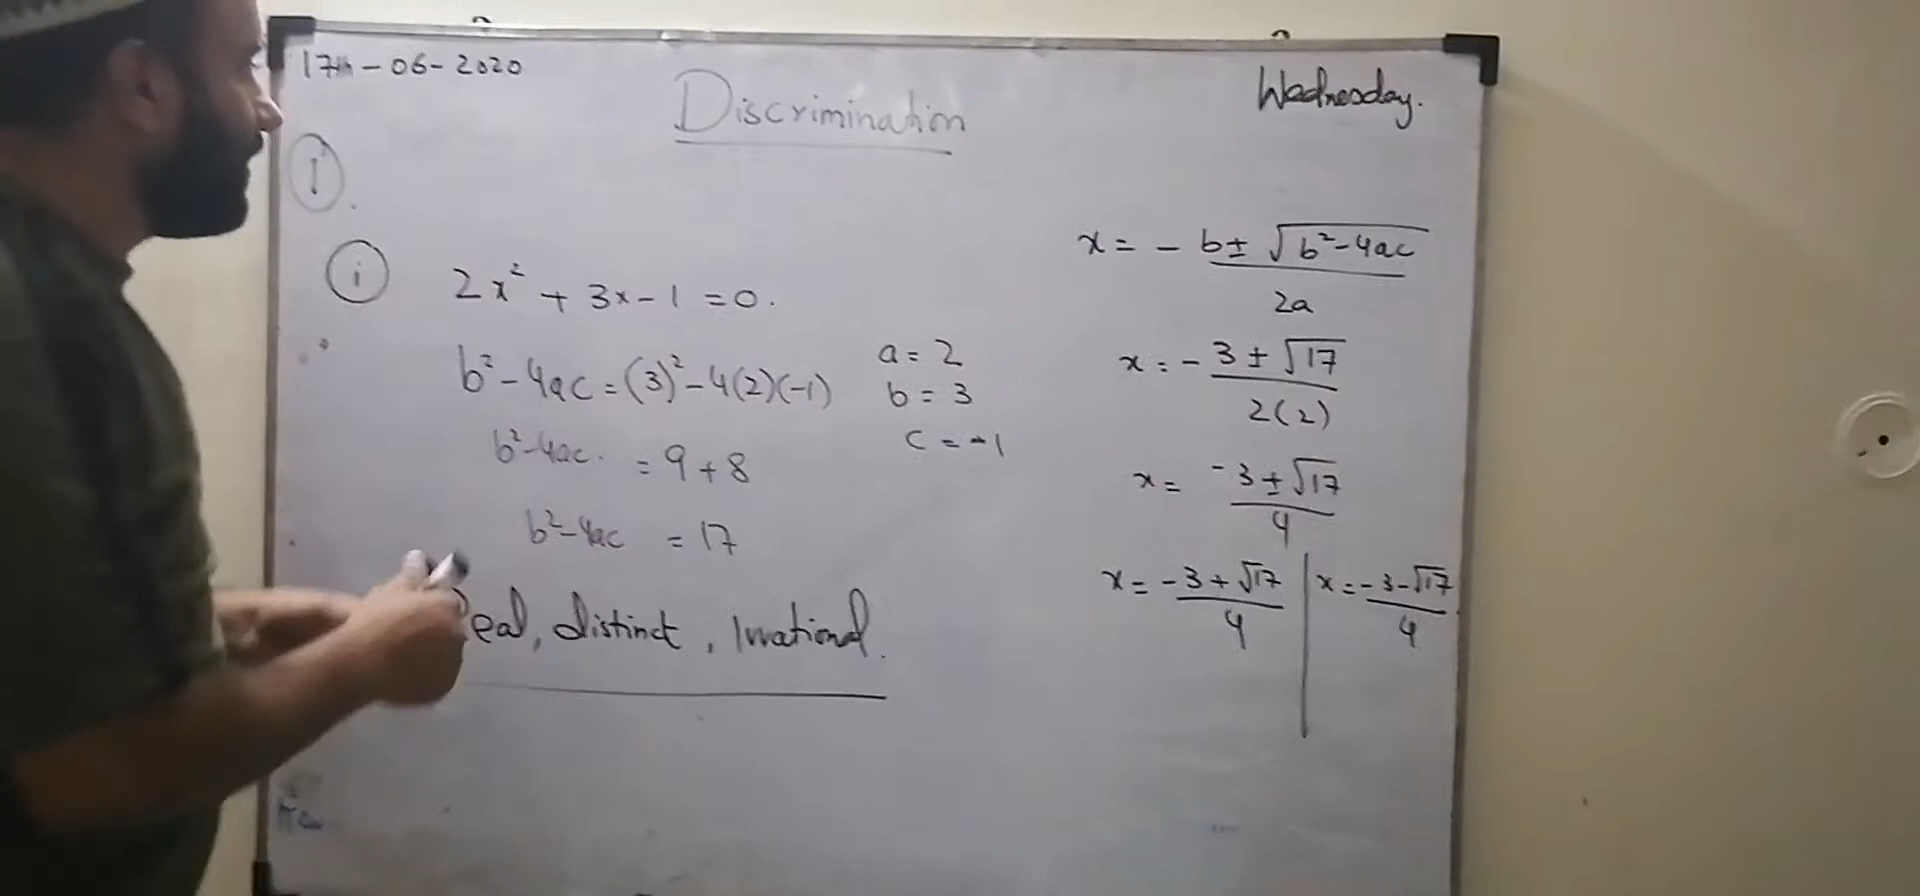 17th-06-2020
Discrimination
Wednesday.
1.
i 2x² + 3x - 1 = 0.
b² - 4ac = (3)² - 4(2)(-1)
b² - 4ac. = 9 + 8
b² - 4ac = 17
Real, distinct, Irrational.
a = 2
b = 3
c = -1
x = - b ± √b² - 4ac
2a
x = - 3 ± √17
2(2)
x = -3 ± √17
4
x = -3 + √17 | x = -3 - √17
4 | 4